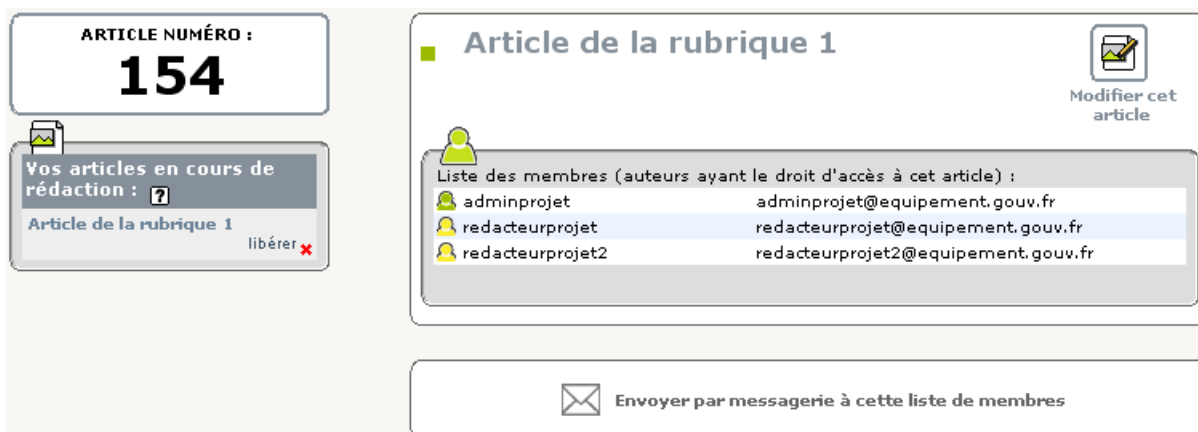 ARTICLE NUMÉRO :
154
Vos articles en cours de
rédaction : ?
Article de la rubrique 1
libérer
Article de la rubrique 1
Modifier cet
article
Liste des membres (auteurs ayant le droit d'accès à cet article) :
adminprojet adminprojet@equipement.gouv.fr
redacteurprojet redacteurprojet@equipement.gouv.fr
redacteurprojet2 redacteurprojet2@equipement.gouv.fr
Envoyer par messagerie à cette liste de membres